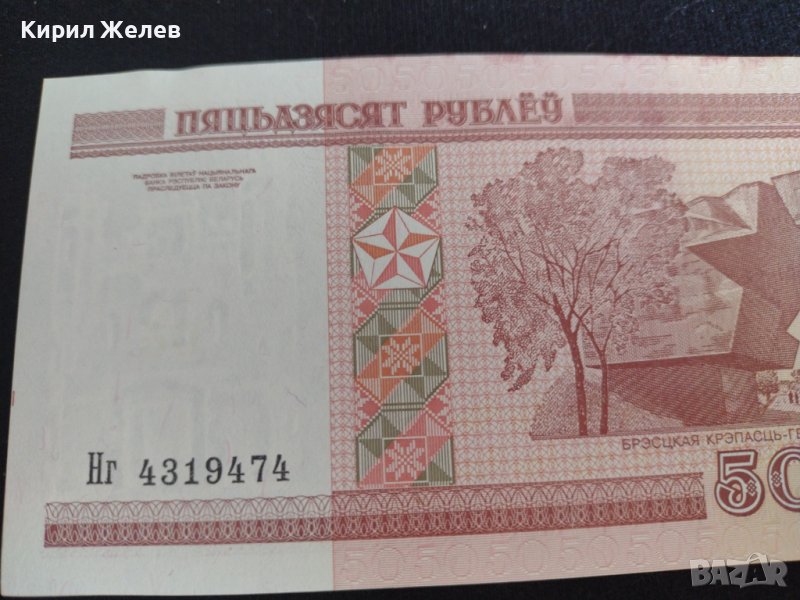 Кирил Желев
ПЯЦЬДЗЯСЯТ РУБЛЁЎ
ПАДРОБКА БІЛЕТАЎ НАЦЫЯНАЛЬНАГА
БАНКА РЭСПУБЛІКІ БЕЛАРУСЬ
ПРАСЛЕДУЕЦЦА ПА ЗАКОНУ
БРЭСЦКАЯ КРЭПАСЦЬ-ГЕ
Нг 4319474
50
BAZAR